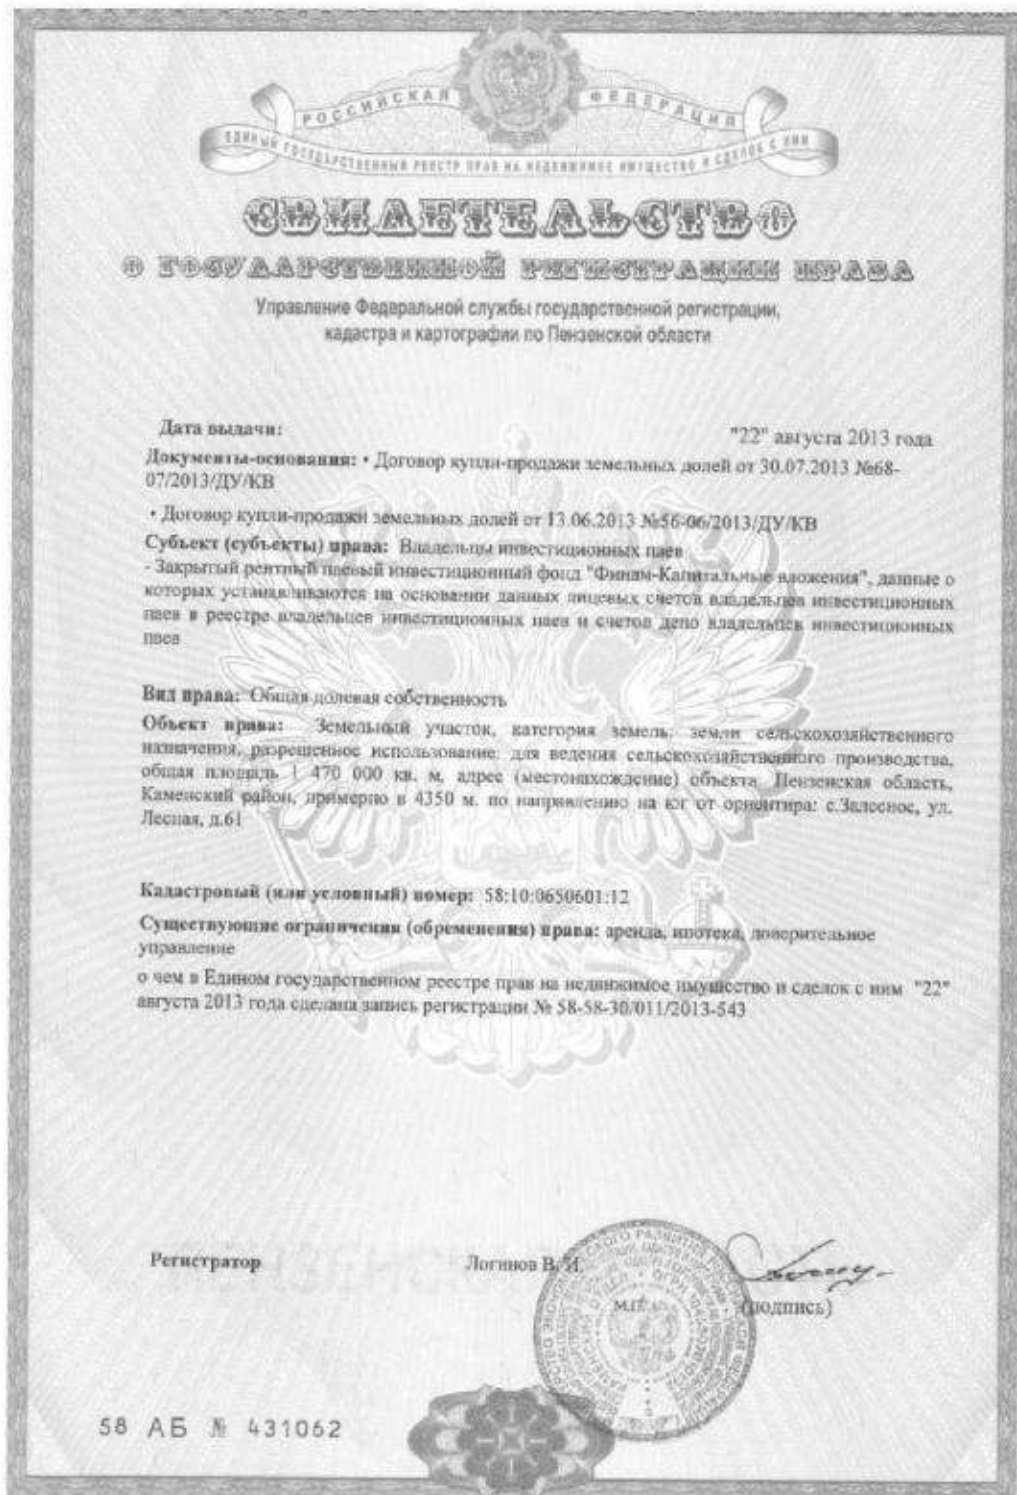 РОССИЙСКАЯ ФЕДЕРАЦИЯ
ЕДИНЫЙ ГОСУДАРСТВЕННЫЙ РЕЕСТР ПРАВ НА НЕДВИЖИМОЕ ИМУЩЕСТВО И СДЕЛОК С НИМ
СВИДЕТЕЛЬСТВО
О ГОСУДАРСТВЕННОЙ РЕГИСТРАЦИИ ПРАВА
Управление Федеральной службы государственной регистрации,
кадастра и картографии по Пензенской области
Дата выдачи: "22" августа 2013 года
Документы-основания: • Договор купли-продажи земельных долей от 30.07.2013 №68-
07/2013/ДУ/КВ
• Договор купли-продажи земельных долей от 13.06.2013 №56-06/2013/ДУ/КВ
Субъект (субъекты) права: Владельцы инвестиционных паев
- Закрытый рентный паевый инвестиционный фонд "Финам-Капитальные вложения", данные о
которых устанавливаются на основании данных лицевых счетов владельцев инвестиционных
паев в реестре владельцев инвестиционных паев и счетов депо владельцев инвестиционных
паев
Вид права: Общая долевая собственность
Объект права: Земельный участок, категория земель: земли сельскохозяйственного
назначения, разрешенное использование: для ведения сельскохозяйственного производства,
общая площадь 1 470 000 кв. м, адрес (местонахождение) объекта: Пензенская область,
Каменский район, примерно в 4350 м. по направлению на юг от ориентира: с.Залесное, ул.
Лесная, д.61
Кадастровый (или условный) номер: 58:10:0650601:12
Существующие ограничения (обременения) права: аренда, ипотека, доверительное
управление
о чем в Едином государственном реестре прав на недвижимое имущество и сделок с ним "22"
августа 2013 года сделана запись регистрации № 58-58-30/011/2013-543
Регистратор Логинов В. И.
М.П.
(подпись)
58 АБ № 431062